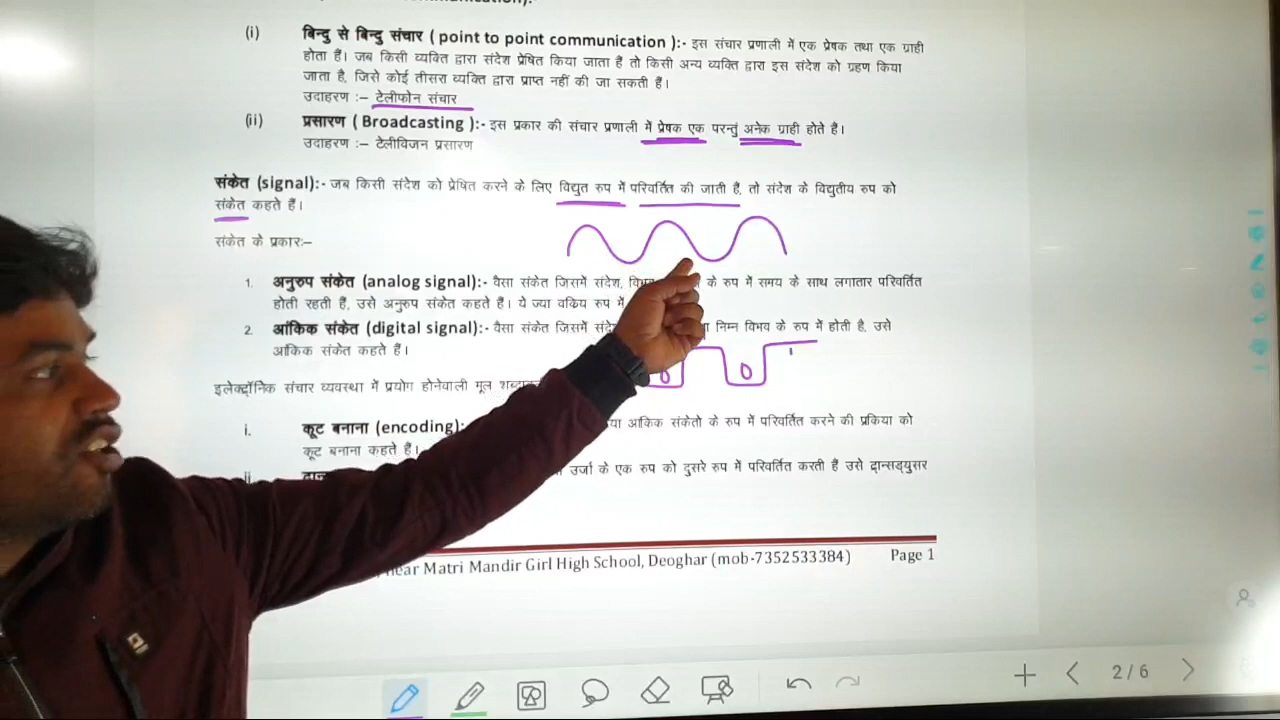 (i) बिन्दु से बिन्दु संचार ( point to point communication ):- इस संचार प्रणाली में एक प्रेषक तथा एक ग्राही
होता हैं। जब किसी व्यक्ति द्वारा संदेश प्रेषित किया जाता हैं तो किसी अन्य व्यक्ति द्वारा इस संदेश को ग्रहण किया
जाता है, जिसे कोई तीसरा व्यक्ति द्वारा प्राप्त नहीं की जा सकती हैं।
उदाहरण :– टेलीफोन संचार
(ii) प्रसारण ( Broadcasting ):- इस प्रकार की संचार प्रणाली में प्रेषक एक परन्तुं अनेक ग्राही होते हैं।
उदाहरण :– टेलीविजन प्रसारण
संकेत (signal):- जब किसी संदेश को प्रेषित करने के लिए विद्युत रुप में परिवर्तित की जाती हैं, तो संदेश के विद्युतीय रुप को
संकेत कहते हैं।
संकेत के प्रकार:–
1. अनुरुप संकेत (analog signal):- वैसा संकेत जिसमें संदेश, के रुप में समय के साथ लगातार परिवर्तित
होती रहती हैं, उसे अनुरुप संकेत कहते हैं। ये ज्या वक्रिय रुप में
2. आंकिक संकेत (digital signal):- वैसा संकेत जिसमें निम्न विभव के रुप में होती है, उसे
आंकिक संकेत कहते हैं।
0 0 1
इलेक्ट्रॉनिक संचार व्यवस्था में प्रयोग होनेवाली मूल
i. कूट बनाना (encoding): आंकिक संकेतो के रुप में परिवर्तित करने की प्रकिया को
कूट बनाना कहते हैं।
ii उर्जा के एक रुप को दुसरे रुप में परिवर्तित करती हैं उसे ट्रान्सड्युसर
near Matri Mandir Girl High School, Deoghar (mob-7352533384) Page 1
2 / 6